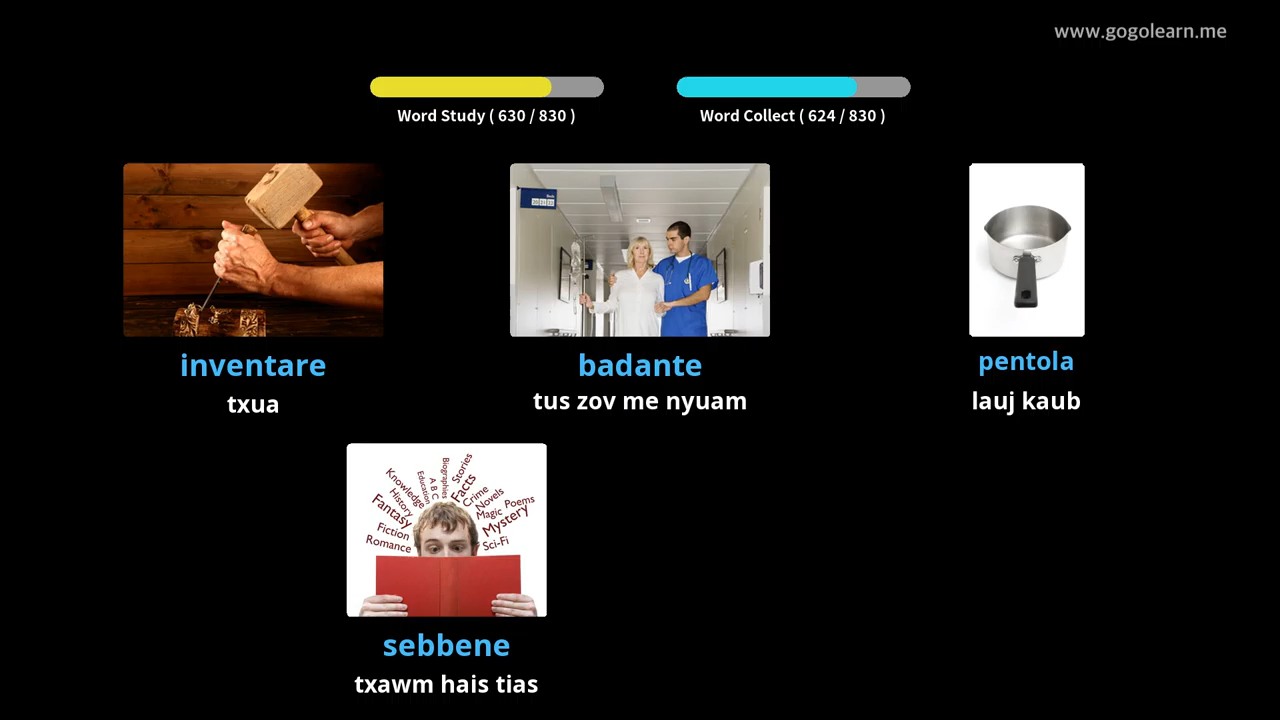 www.gogolearn.me
Word Study ( 630 / 830 )
Word Collect ( 624 / 830 )
inventare
txua
badante
tus zov me nyuam
pentola
lauj kaub
Knowledge
History
Fantasy
Fiction
Romance
Education
A B C
Biographies
Stories
Facts
Crime
Novels
Magic
Poems
Mystery
Sci-Fi
sebbene
txawm hais tias